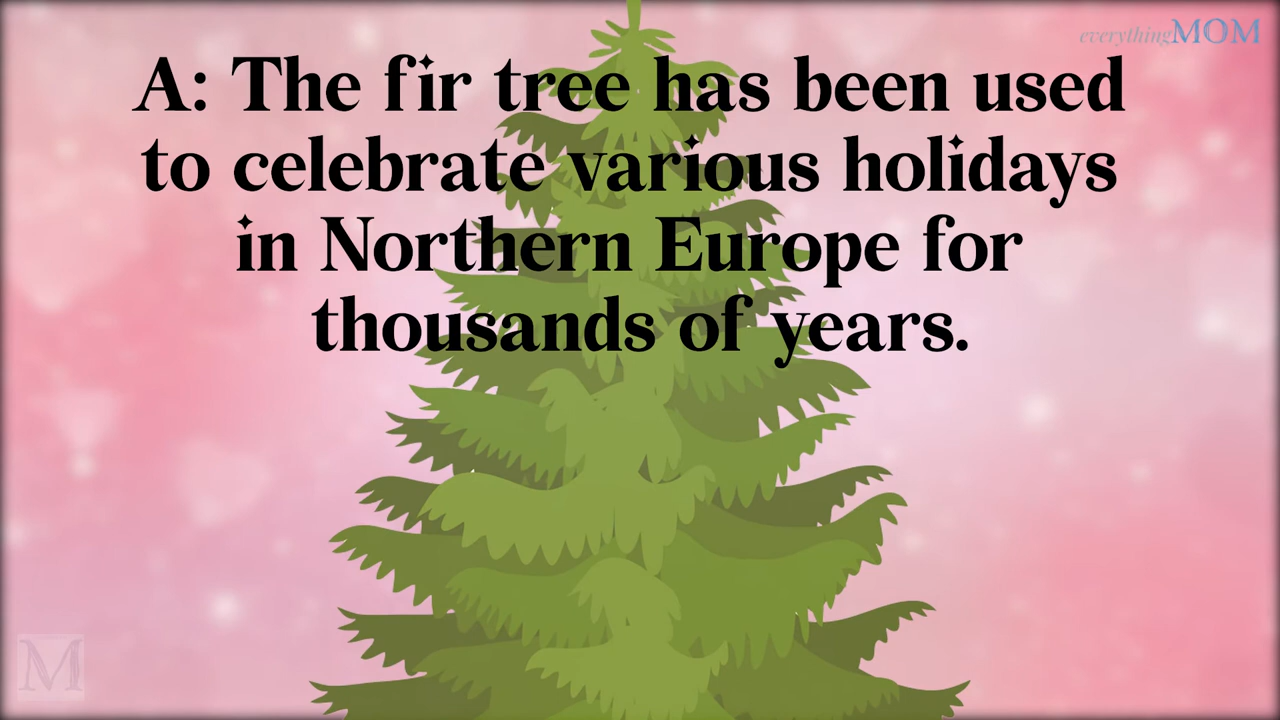 everythingMOM
A: The fir tree has been used
to celebrate various holidays
in Northern Europe for
thousands of years.
M